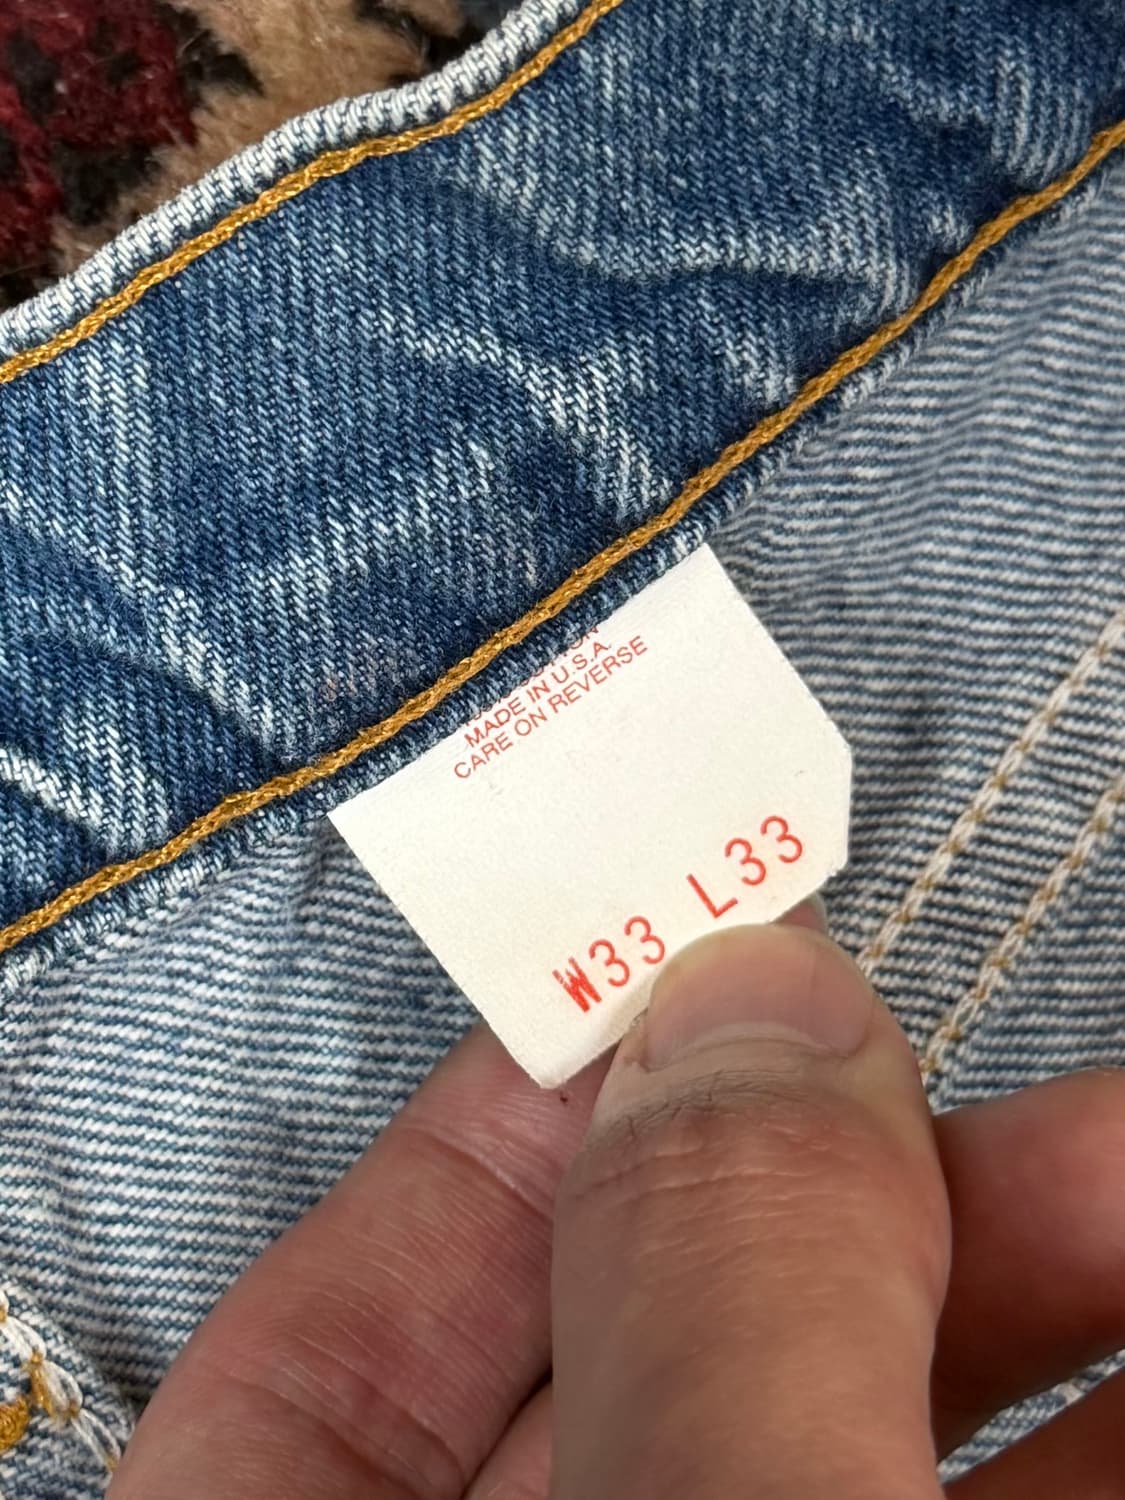 MADE IN U.S.A.
CARE ON REVERSE
W33 L33